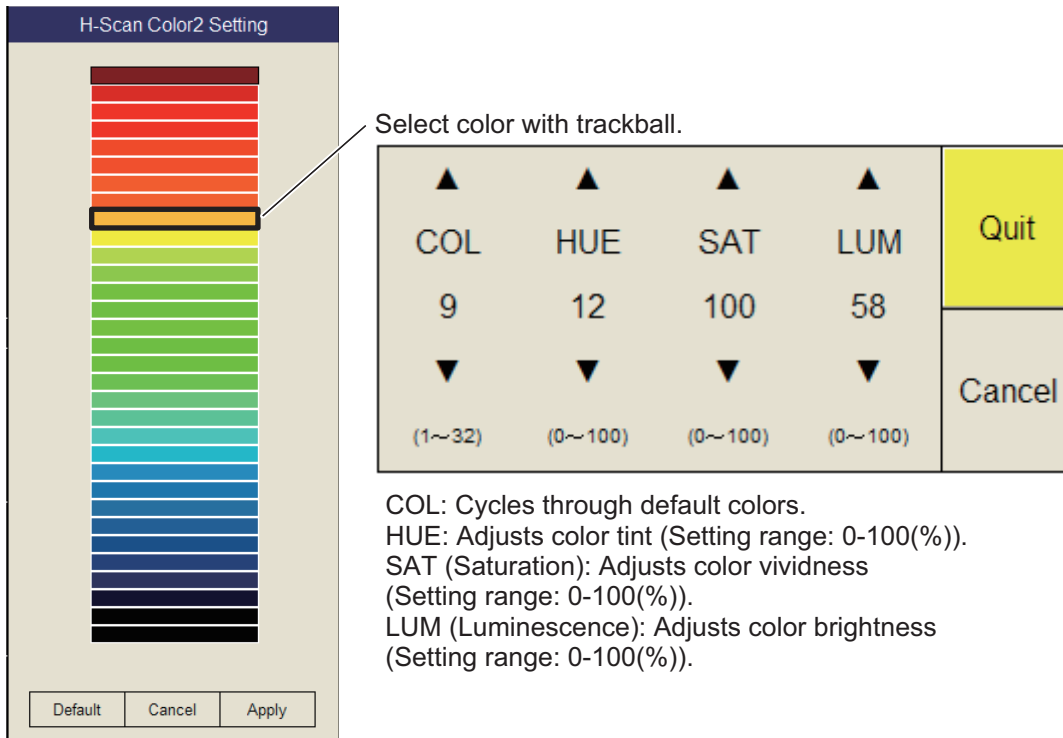 H-Scan Color2 Setting
Select color with trackball.
▲ ▲ ▲ ▲
COL HUE SAT LUM
9 12 100 58
▼ ▼ ▼ ▼
(1～32) (0～100) (0～100) (0～100)
Quit
Cancel
COL: Cycles through default colors.
HUE: Adjusts color tint (Setting range: 0-100(%)).
SAT (Saturation): Adjusts color vividness
(Setting range: 0-100(%)).
LUM (Luminescence): Adjusts color brightness
(Setting range: 0-100(%)).
Default Cancel Apply